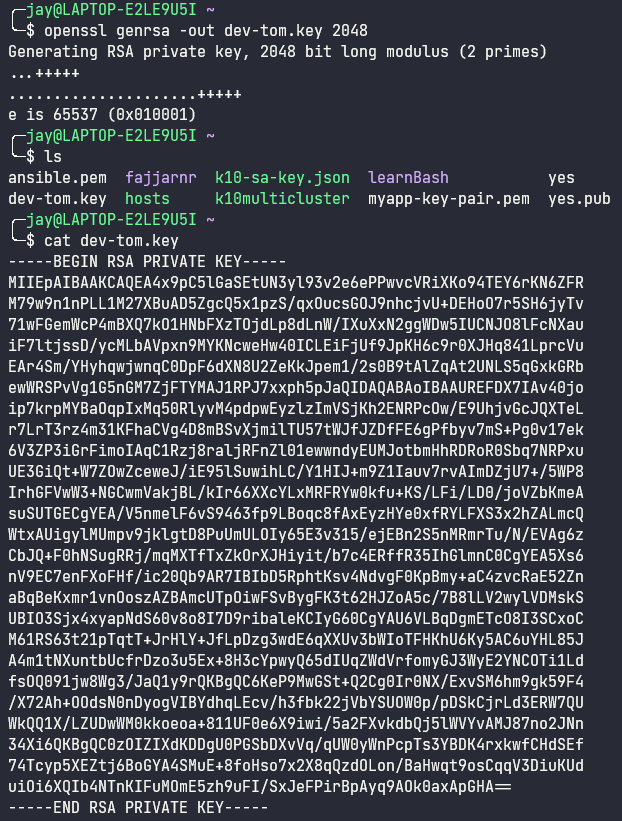 ╭─jay@LAPTOP-E2LE9U5I ~
╰─$ openssl genrsa -out dev-tom.key 2048
Generating RSA private key, 2048 bit long modulus (2 primes)
...+++++
.....................+++++
e is 65537 (0x010001)
╭─jay@LAPTOP-E2LE9U5I ~
╰─$ ls
ansible.pem  fajjarnr  k10-sa-key.json  learnBash           yes
dev-tom.key  hosts     k10multicluster  myapp-key-pair.pem  yes.pub
╭─jay@LAPTOP-E2LE9U5I ~
╰─$ cat dev-tom.key
-----BEGIN RSA PRIVATE KEY-----
MIIEpAIBAAKCAQEA4x9pC5lGaSEtUN3yl93v2e6ePPwvcVRiXKo94TEY6rKN6ZFR
M79w9n1nPLL1M27XBuAD5ZgcQ5x1pzS/qxOucsGOJ9nhcjvU+DEHoO7r5SH6jyTv
71wFGemWcP4mBXQ7kO1HNbFXzTOjdLp8dLnW/IXuXxN2ggWDw5IUCNJO8lFcNXau
iF7ltjssD/ycMLbAVpxn9MYKNcweHw40ICLEiFjUf9JpKH6c9r0XJHq841LprcVu
EAr4Sm/YHyhqwjwnqC0DpF6dXN8U2ZeKkJpem1/2s0B9tAlZqAt2UNLS5qGxkGRb
ewWRSPvVg1G5nGM7ZjFTYMAJ1RPJ7xxph5pJaQIDAQABAoIBAAUREFDX7IAv40jo
ip7krpMYBaOqpIxMq50RlyvM4pdpwEyzlzImVSjKh2ENRPcOw/E9UhjvGcJQXTeL
r7LrT3rz4m31KFhaCVg4D8mBSvXjmilTU57tWJfJZDfFE6gPfbyv7mS+Pg0v17ek
6V3ZP3iGrFimoIAqC1Rzj8raljRFnZl01ewwndyEUMJotbmHhRDRoR0Sbq7NRPxu
UE3GiQt+W7ZOwZceweJ/iE95lSuwihLC/Y1HIJ+m9Z1Iauv7rvAImDZjU7+/5WP8
IrhGFVwW3+NGCwmVakjBL/kIr66XXcYLxMRFRYw0kfu+KS/LFi/LD0/joVZbKmeA
suSUTGECgYEA/V5nmelF6vS9463fp9LBoqc8fAxEyzHYe0xfRYLFXS3x2hZALmcQ
WtxAUigylMUmpv9jklgtD8PuUmULOIy65E3v315/ejEBn2S5nMRmrTu/N/EVAg6z
CbJQ+F0hNSugRRj/mqMXTfTxZkOrXJHiyit/b7c4ERffR35IhGlmnC0CgYEA5Xs6
nV9EC7enFXoFHf/ic20Qb9AR7IBIbD5RphtKsv4NdvgF0KpBmy+aC4zvcRaE52Zn
aBqBeKxmr1vnOoszAZBAmcUTpOiwFSvBygFK3t62HJZoA5c/7B8lLV2wylVDMskS
UBIO3Sjx4xyapNdS60v8o8I7D9ribaleKCIyG60CgYAU6VLBqDgmETcO8I3SCxoC
M61RS63t21pTqtT+JrHlY+JfLpDzg3wdE6qXXUv3bWIoTFHKhU6Ky5AC6uYHL85J
A4m1tNXuntbUcfrDzo3u5Ex+8H3cYpwyQ65dIUqZWdVrfomyGJ3WyE2YNCOTi1Ld
fsOQ091jw8Wg3/JaQ1y9rQKBgQC6KeP9MwGSt+Q2Cg0Ir0NX/ExvSM6hm9gk59F4
/X72Ah+OOdsN0nDyogVIBYdhqLEcv/h3fbk22jVbYSUOW0p/pDSkCjrLd3ERW7QU
WkQQ1X/LZUDwWM0kkoeoa+811UF0e6X9iwi/5a2FXvkdbQj5lWVYvAMJ87no2JNn
34Xi6QKBgQC0zOIZIXdKDDgU0PGSbDXvVq/qUW0yWnPcpTs3YBDK4rxkwfCHdSEf
74Tcyp5XEZtj6BoGYA4SMuE+8foHso7x2X8qQzdOLon/BaHwqt9osCqqV3DiuKUd
uiOi6XQIb4NTnKIFuMOmE5zh9uFI/SxJeFPirBpAyq9AOk0axApGHA==
-----END RSA PRIVATE KEY-----